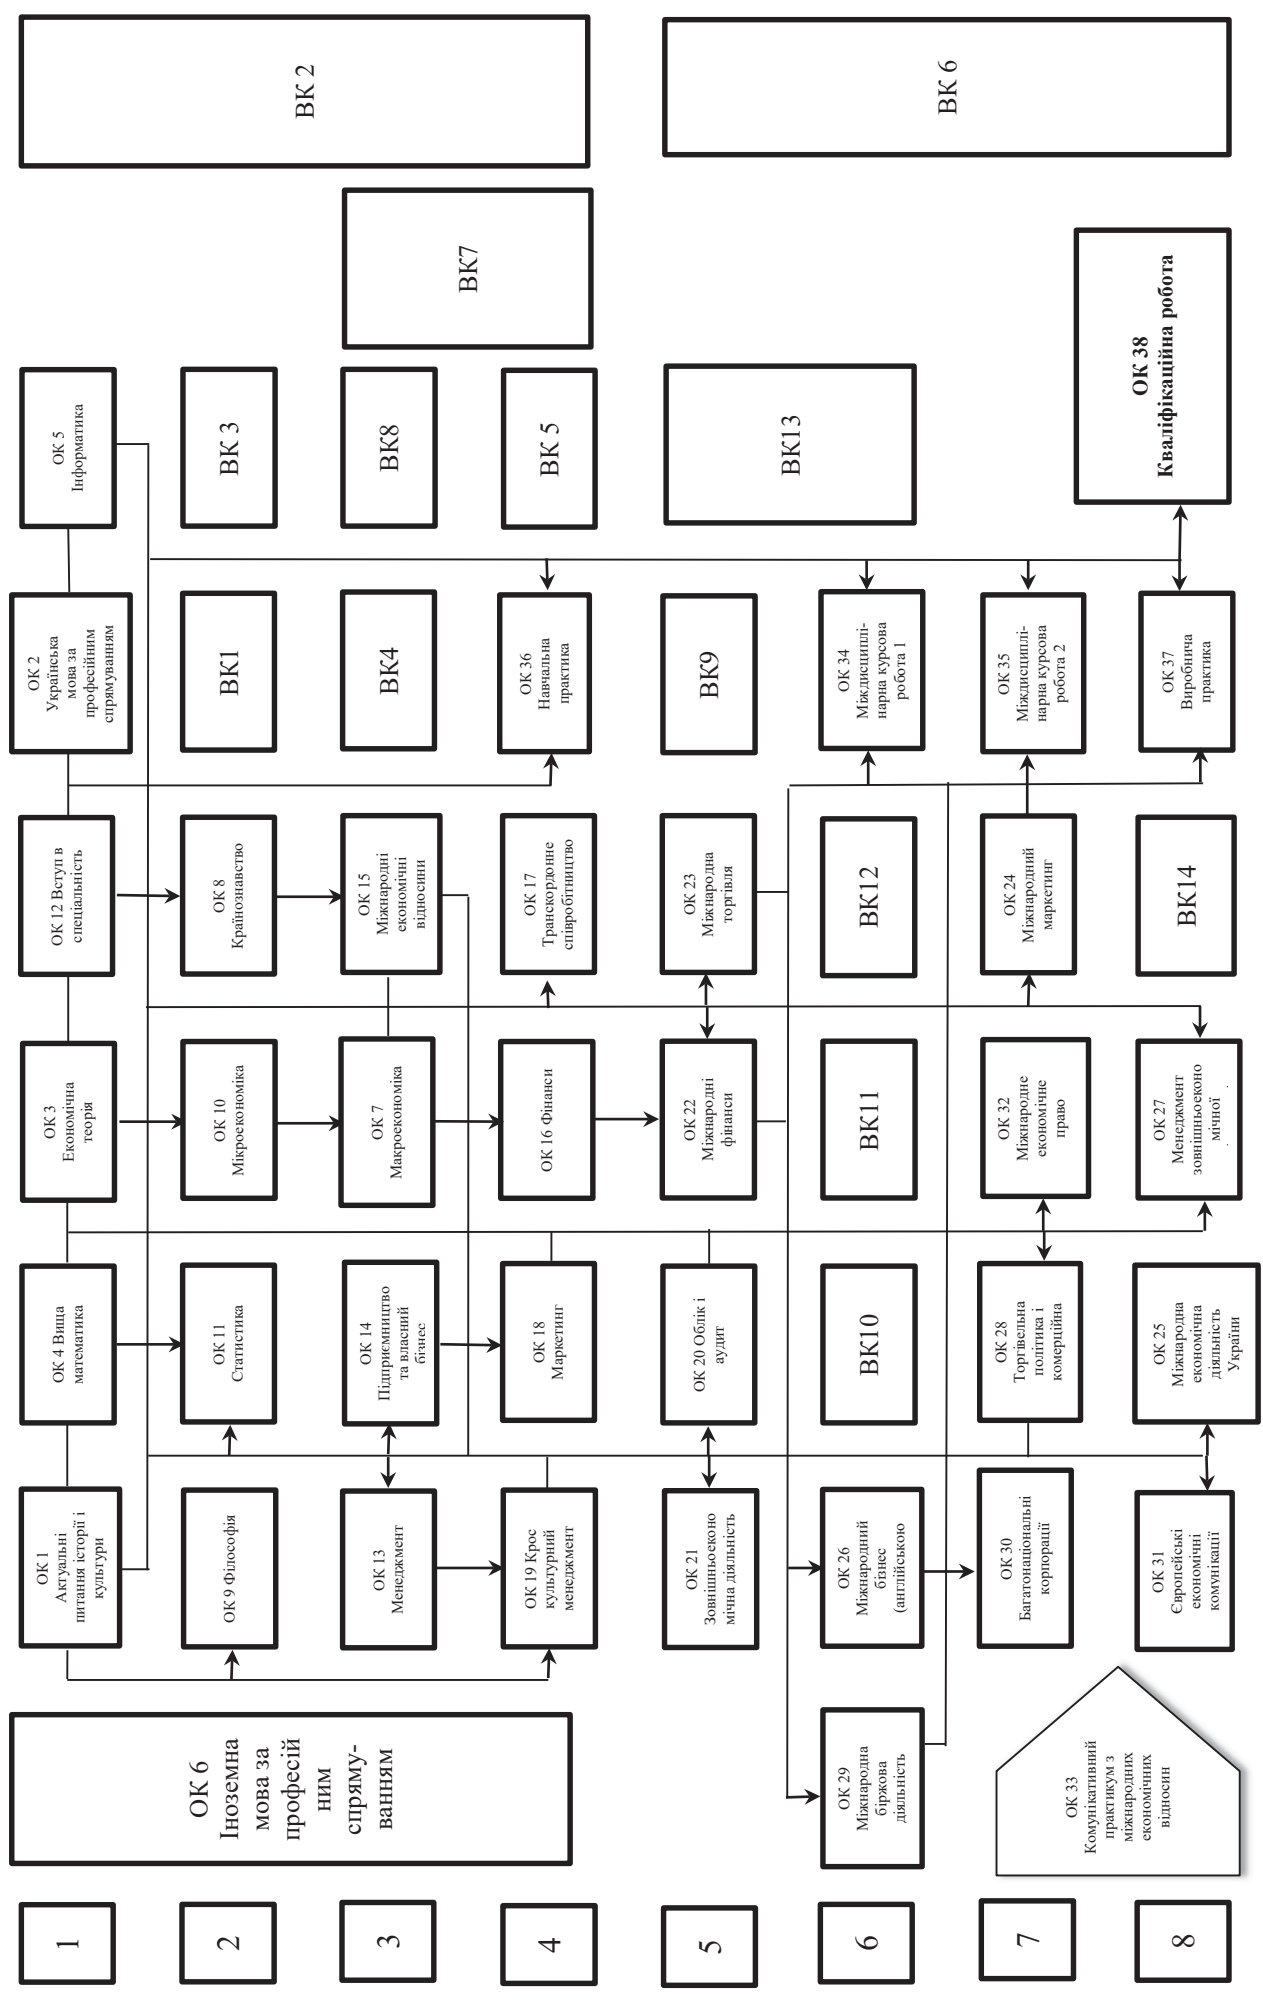 1
ОК 6
Іноземна
мова за
професій
ним
спряму-
ванням
ОК 1
Актуальні
питання історії і
культури
ОК 4 Вища
математика
ОК 3
Економічна
теорія
ОК 12 Вступ в
спеціальність
ОК 2
Українська
мова за
професійним
спрямуванням
ОК 5
Інформатика
ВК 2
2
ОК 9 Філософія
ОК 11
Статистика
ОК 10
Мікроекономіка
ОК 8
Країнознавство
ВК1
ВК 3
3
ОК 13
Менеджмент
ОК 14
Підприємництво
та власний
бізнес
ОК 7
Макроекономіка
ОК 15
Міжнародні
економічні
відносини
ВК4
ВК8
ВК7
4
ОК 19 Крос
культурний
менеджмент
ОК 18
Маркетинг
ОК 16 Фінанси
ОК 17
Транскордонне
співробітництво
ОК 36
Навчальна
практика
ВК 5
5
ОК 21
Зовнішньоеконо
мічна діяльність
ОК 20 Облік і
аудит
ОК 22
Міжнародні
фінанси
ОК 23
Міжнародна
торгівля
ВК9
ВК13
ВК 6
6
ОК 29
Міжнародна
біржова
діяльність
ОК 26
Міжнародний
бізнес
(англійською
ВК10
ВК11
ВК12
ОК 34
Міждисциплі-
нарна курсова
робота 1
7
ОК 33
Комунікативний
практикум з
міжнародних
економічних
відносин
ОК 30
Багатонаціональні
корпорації
ОК 28
Торгівельна
політика і
комерційна
ОК 32
Міжнародне
економічне
право
ОК 24
Міжнародний
маркетинг
ОК 35
Міждисциплі-
нарна курсова
робота 2
8
ОК 31
Європейські
економічні
комунікації
ОК 25
Міжнародна
економічна
діяльність
України
ОК 27
Менеджмент
зовнішньоеконо
мічної
ВК14
ОК 37
Виробнича
практика
ОК 38
Кваліфікаційна робота